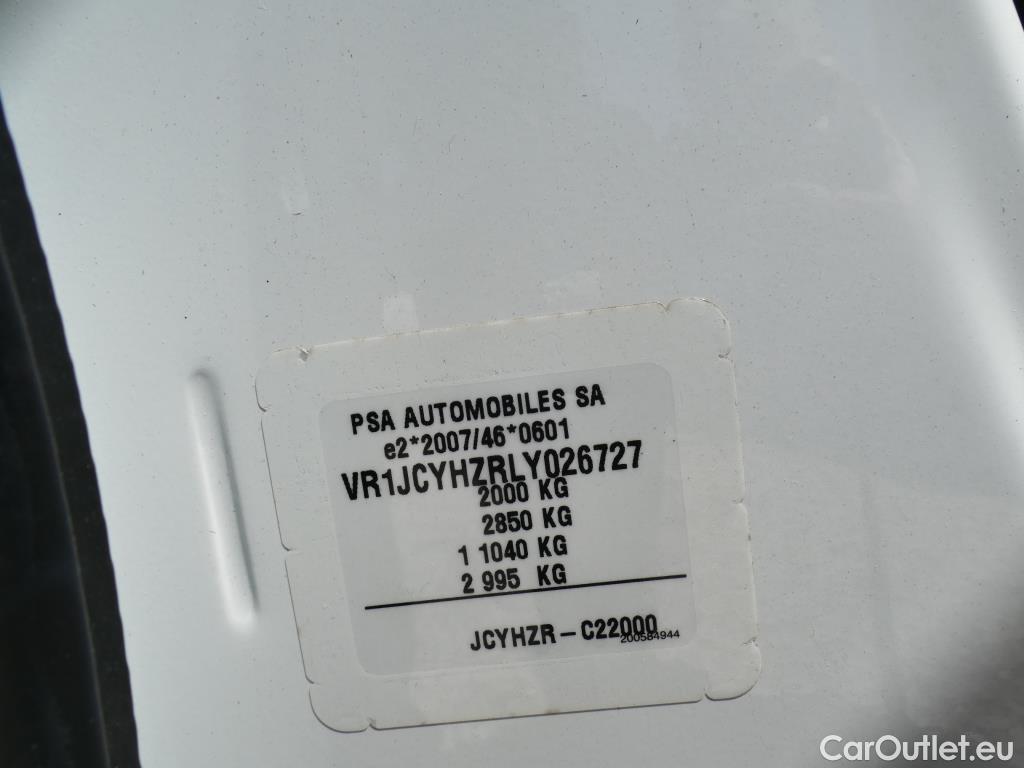 PSA AUTOMOBILES SA
e2*2007/46*0601
VR1JCYHZRLY026727
2000 KG
2850 KG
1 1040 KG
2 995 KG
JCYHZR-C22000
200584944
CarOutlet.eu